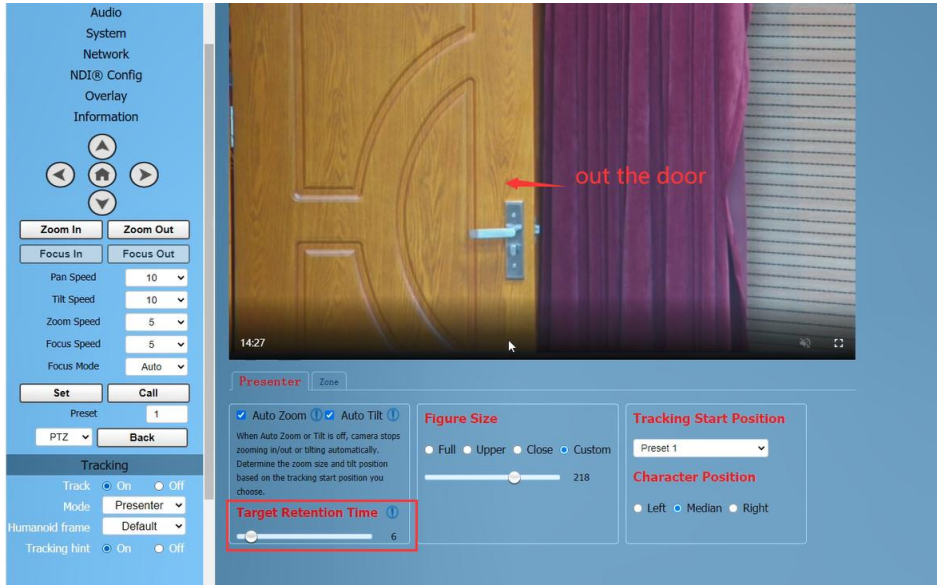 Audio
System
Network
NDI® Config
Overlay
Information
Zoom In Zoom Out
Focus In Focus Out
Pan Speed 10
Tilt Speed 10
Zoom Speed 5
Focus Speed 5
Focus Mode Auto
Set Call
Preset 1
PTZ Back
Tracking
Track On Off
Mode Presenter
Humanoid frame Default
Tracking hint On Off
out the door
14:27
Presenter Zone
Auto Zoom Auto Tilt
When Auto Zoom or Tilt is off, camera stops
zooming in/out or tilting automatically.
Determine the zoom size and tilt position
based on the tracking start position you
choose.
Target Retention Time
6
Figure Size
Full Upper Close Custom
218
Tracking Start Position
Preset 1
Character Position
Left Median Right